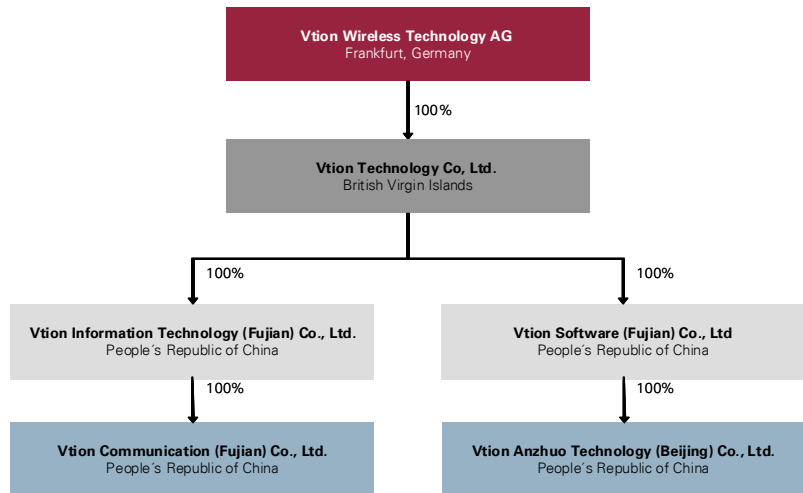 Vtion Wireless Technology AG
Frankfurt, Germany
100%
Vtion Technology Co, Ltd.
British Virgin Islands
100%
100%
Vtion Information Technology (Fujian) Co., Ltd.
People´s Republic of China
Vtion Software (Fujian) Co., Ltd
People´s Republic of China
100%
100%
Vtion Communication (Fujian) Co., Ltd.
People´s Republic of China
Vtion Anzhuo Technology (Beijing) Co., Ltd.
People´s Republic of China